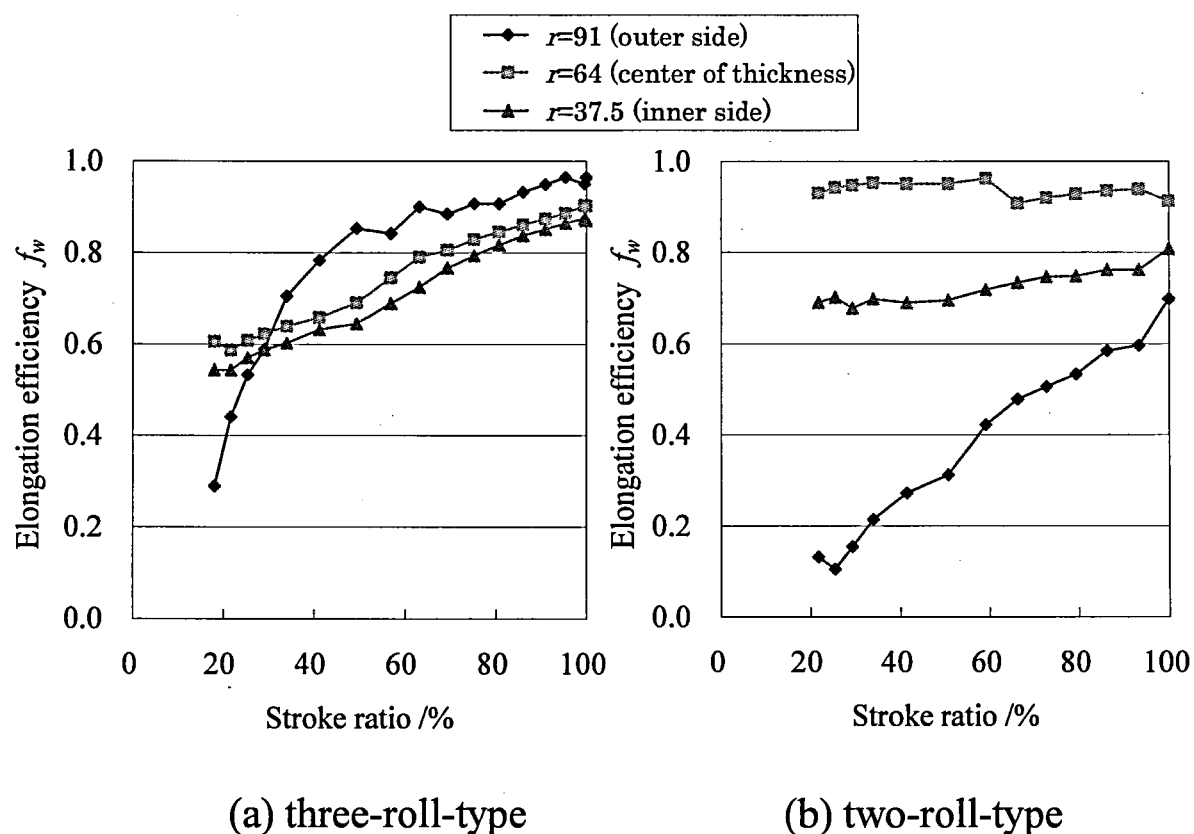 r=91 (outer side)
r=64 (center of thickness)
r=37.5 (inner side)
Elongation efficiency f_w
1.0
0.8
0.6
0.4
0.2
0.0
0 20 40 60 80 100
Stroke ratio /%
(a) three-roll-type
Elongation efficiency f_w
1.0
0.8
0.6
0.4
0.2
0.0
0 20 40 60 80 100
Stroke ratio /%
(b) two-roll-type